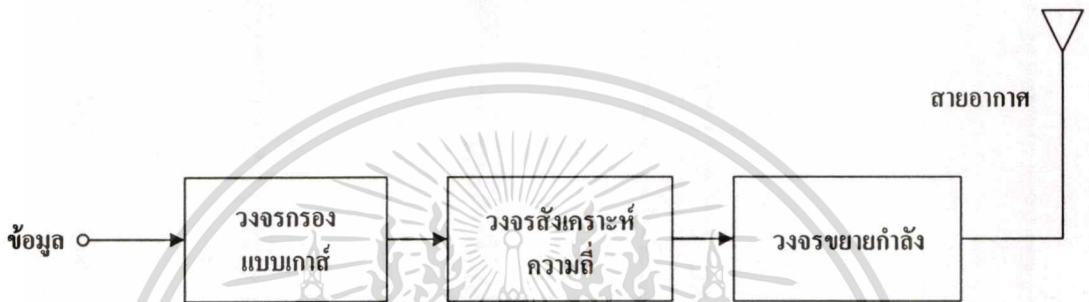 สายอากาศ
ข้อมูล
วงจรกรอง
แบบเกาส์
วงจรสังเคราะห์
ความถี่
วงจรขยายกำลัง